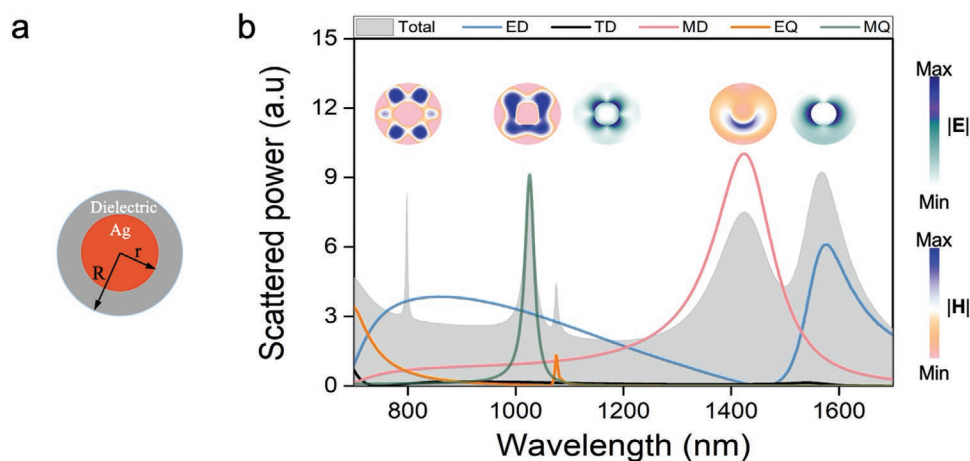 a
Dielectric
Ag
r
R
b
Total ED TD MD EQ MQ
Scattered power (a.u)
15
12
9
6
3
0
800 1000 1200 1400 1600
Wavelength (nm)
Max
|E|
Min
Max
|H|
Min